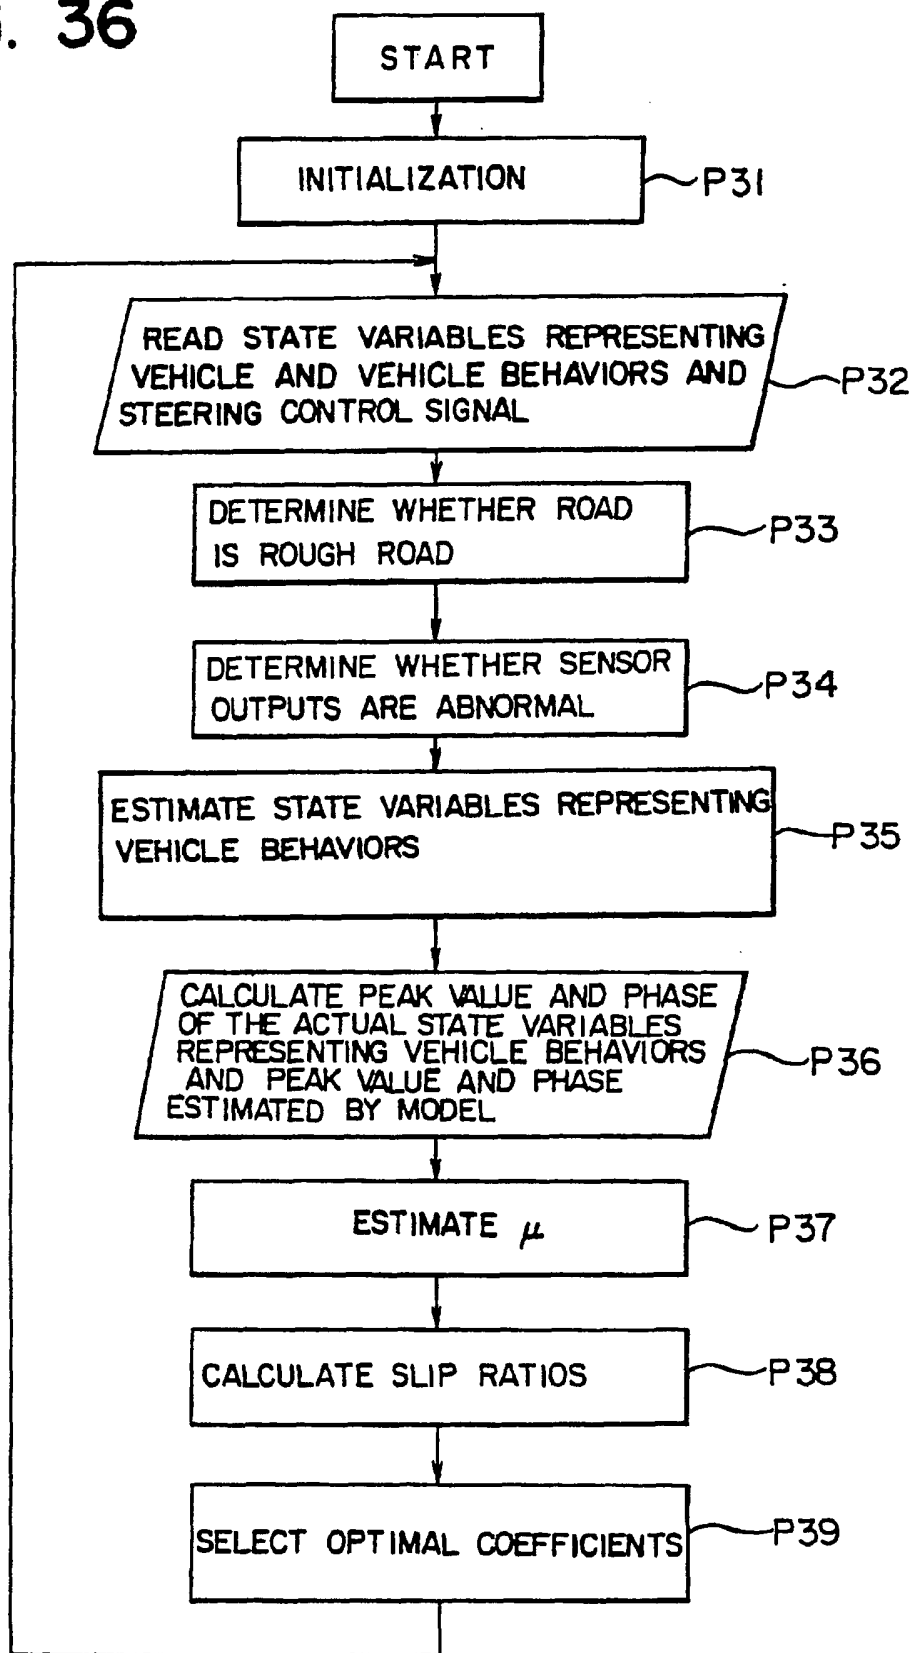 . 36
START
INITIALIZATION
P31
READ STATE VARIABLES REPRESENTING
VEHICLE AND VEHICLE BEHAVIORS AND
STEERING CONTROL SIGNAL
P32
DETERMINE WHETHER ROAD
IS ROUGH ROAD
P33
DETERMINE WHETHER SENSOR
OUTPUTS ARE ABNORMAL
P34
ESTIMATE STATE VARIABLES REPRESENTING
VEHICLE BEHAVIORS
P35
CALCULATE PEAK VALUE AND PHASE
OF THE ACTUAL STATE VARIABLES
REPRESENTING VEHICLE BEHAVIORS
AND PEAK VALUE AND PHASE
ESTIMATED BY MODEL
P36
ESTIMATE μ
P37
CALCULATE SLIP RATIOS
P38
SELECT OPTIMAL COEFFICIENTS
P39